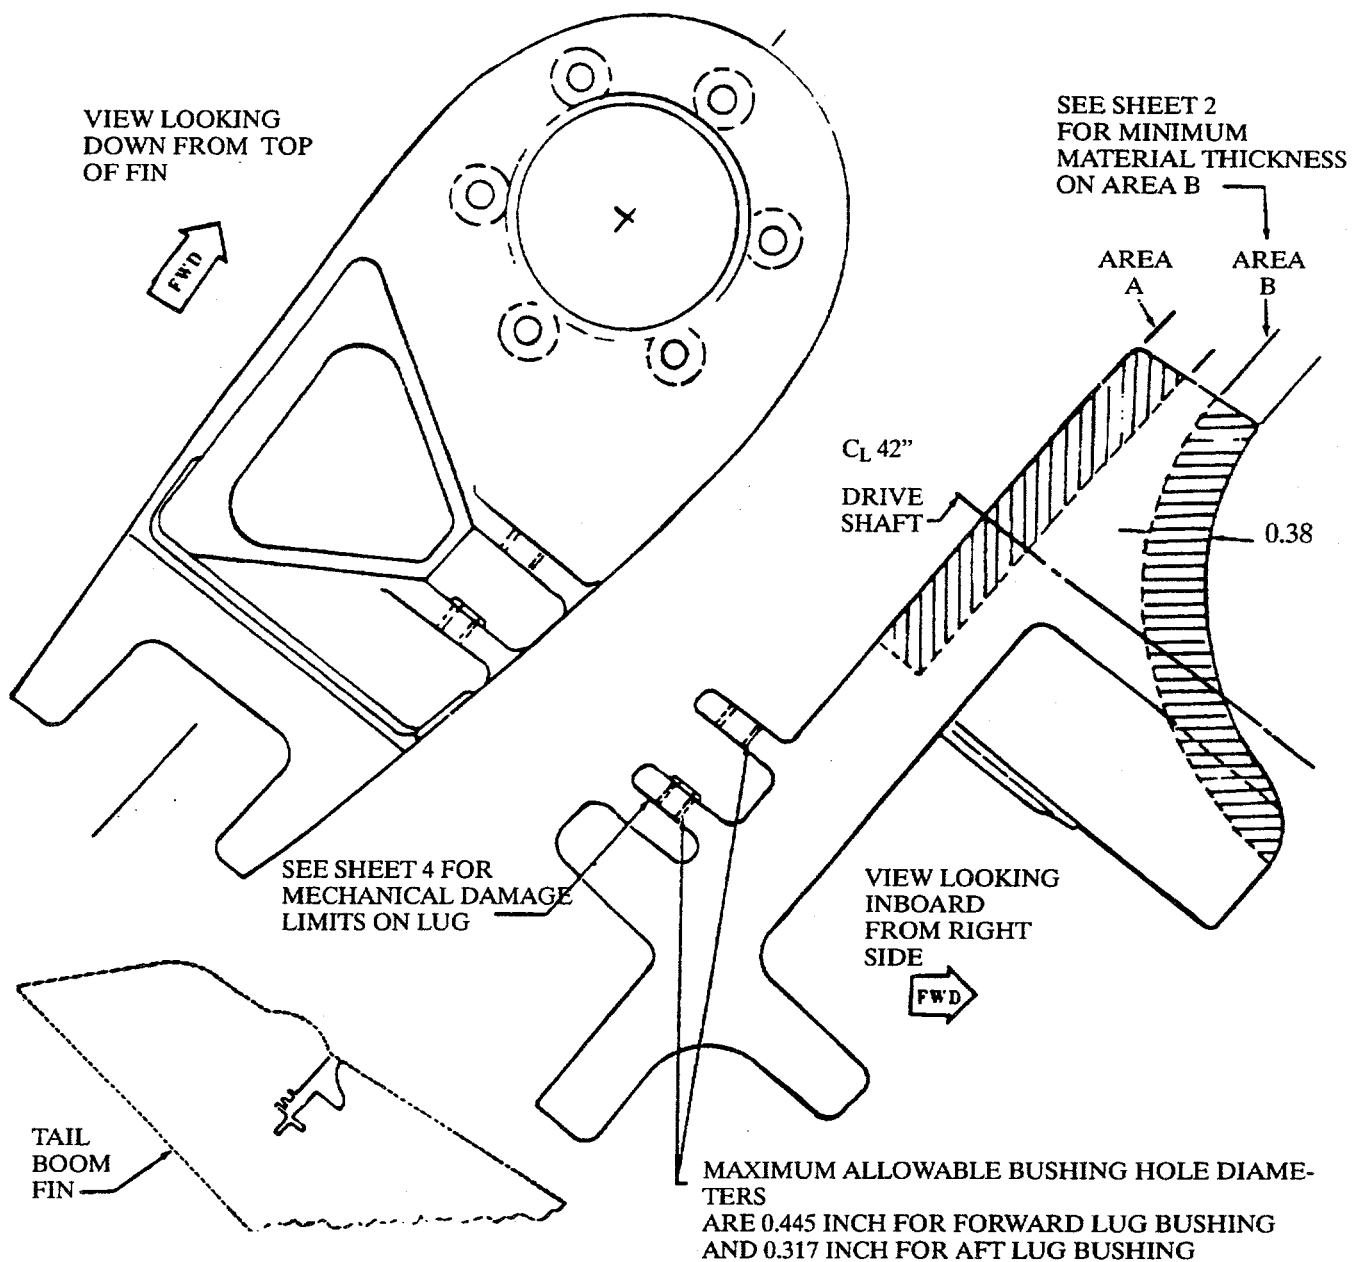 VIEW LOOKING
DOWN FROM TOP
OF FIN
FWD
SEE SHEET 2
FOR MINIMUM
MATERIAL THICKNESS
ON AREA B
AREA
A
AREA
B
CL 42”
DRIVE
SHAFT
0.38
SEE SHEET 4 FOR
MECHANICAL DAMAGE
LIMITS ON LUG
VIEW LOOKING
INBOARD
FROM RIGHT
SIDE
FWD
TAIL
BOOM
FIN
MAXIMUM ALLOWABLE BUSHING HOLE DIAME-
TERS
ARE 0.445 INCH FOR FORWARD LUG BUSHING
AND 0.317 INCH FOR AFT LUG BUSHING